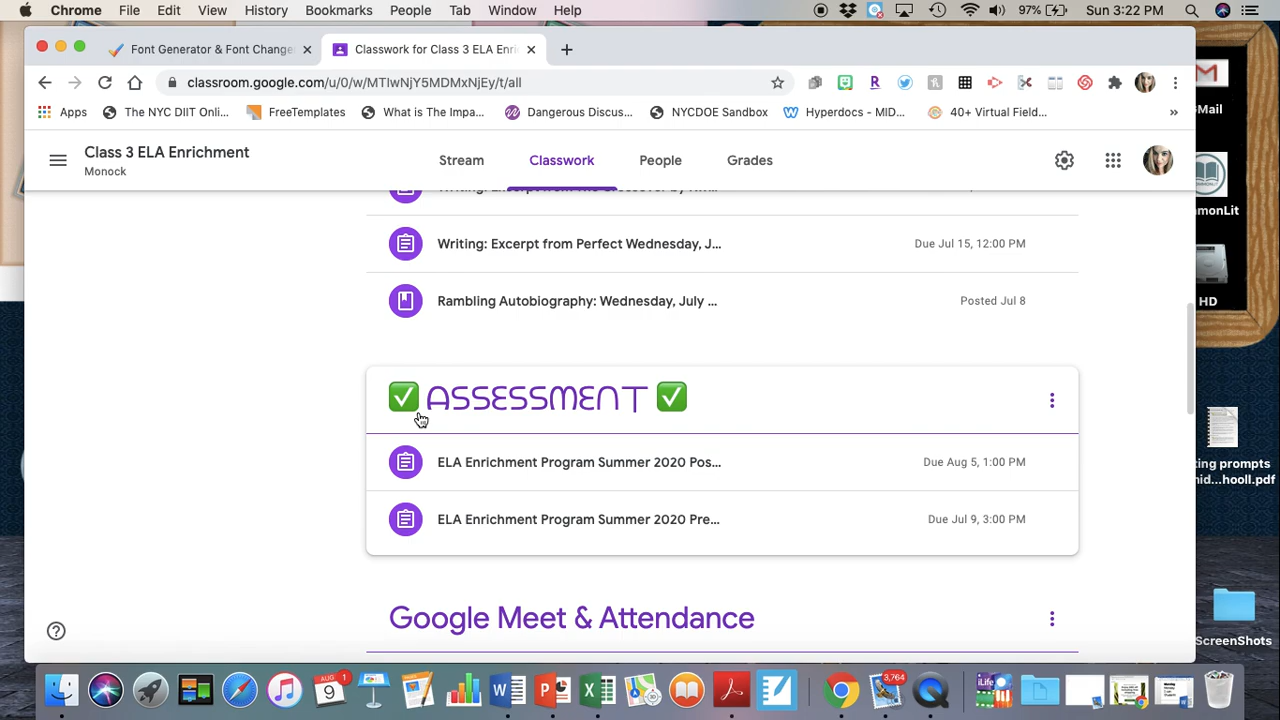 Chrome File Edit View History Bookmarks People Tab Window Help 97% Sun 3:22 PM
Font Generator & Font Change Classwork for Class 3 ELA Enri
classroom.google.com/u/0/w/MTIwNjY5MDMxNjEy/t/all
Apps The NYC DIIT Onli... FreeTemplates What is The Impa... Dangerous Discus... NYCDOE Sandbox Hyperdocs - MID... 40+ Virtual Field... »
Class 3 ELA Enrichment
Monock
Stream Classwork People Grades
Writing: Excerpt from Perfect Wednesday, J... Due Jul 15, 12:00 PM
Rambling Autobiography: Wednesday, July ... Posted Jul 8
✅ ASSESSMENT ✅
ELA Enrichment Program Summer 2020 Pos... Due Aug 5, 1:00 PM
ELA Enrichment Program Summer 2020 Pre... Due Jul 9, 3:00 PM
Google Meet & Attendance
Mail
HD
ScreenShots
AUG 1
9
3,764